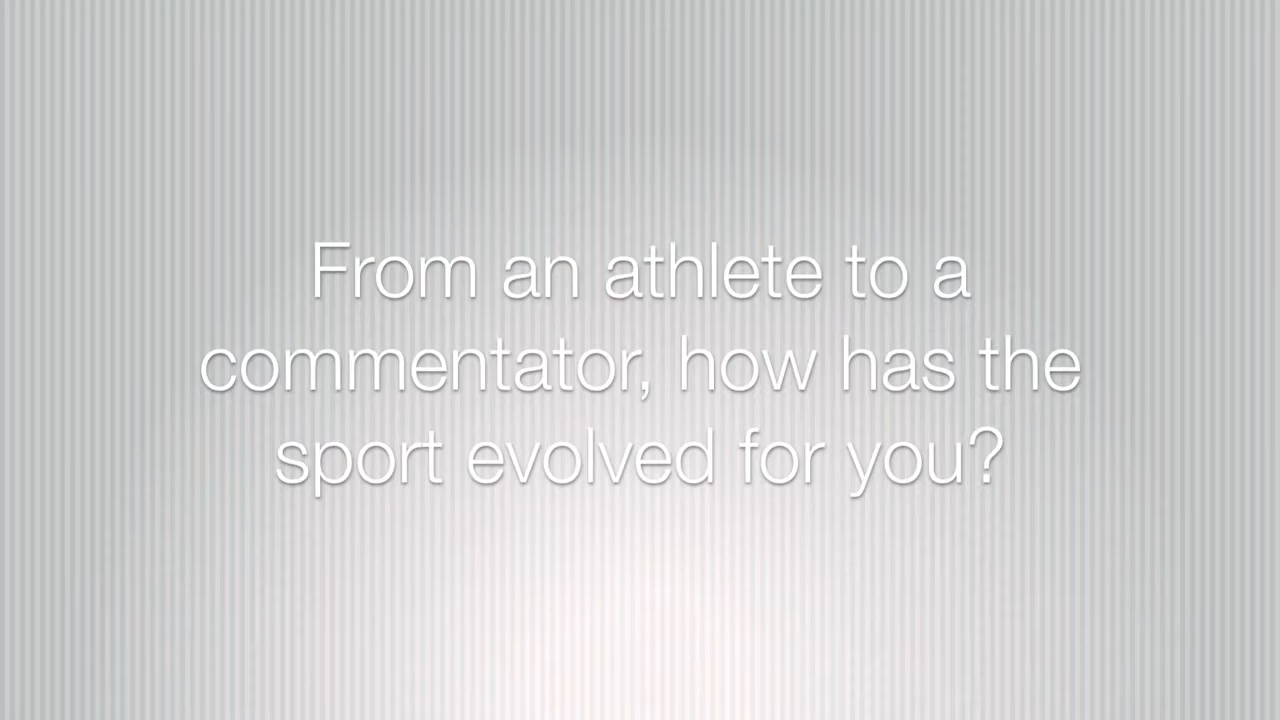 From an athlete to a
commentator, how has the
sport evolved for you?